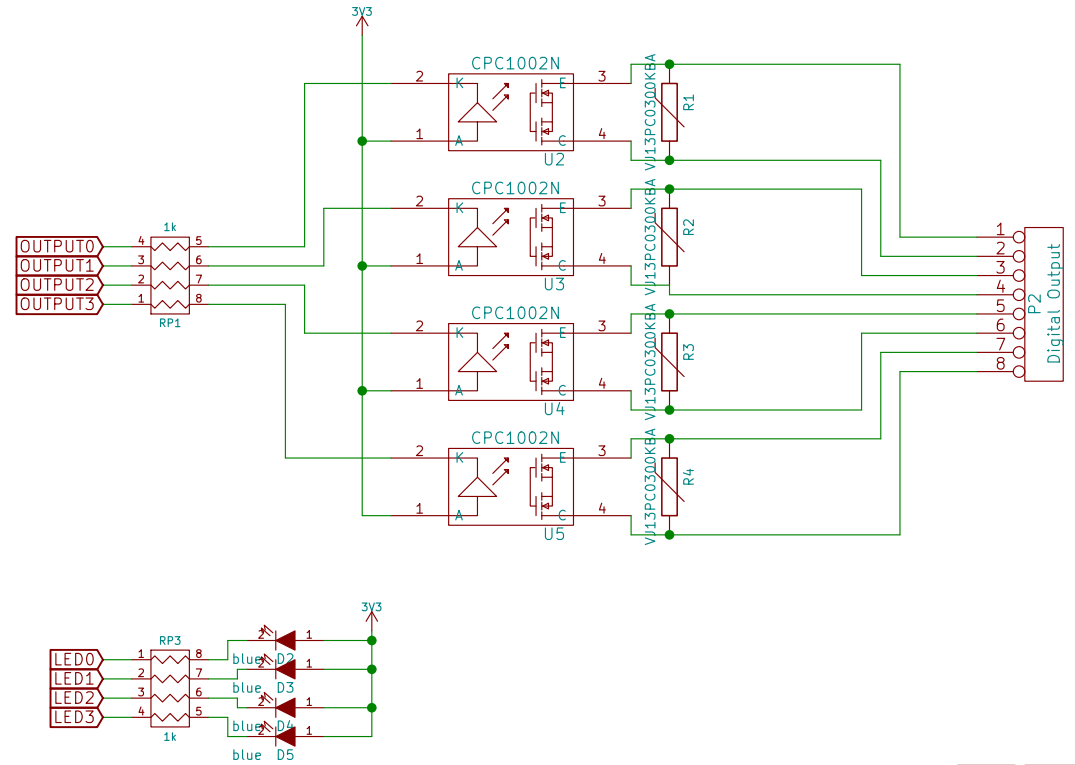 3V3
CPC1002N
2 K E 3
1 A C 4
U2
VJ13PC0300KBA
R1
CPC1002N
2 K E 3
1 A C 4
U3
VJ13PC0300KBA
R2
CPC1002N
2 K E 3
1 A C 4
U4
VJ13PC0300KBA
R3
CPC1002N
2 K E 3
1 A C 4
U5
VJ13PC0300KBA
R4
1k
OUTPUT0 4 5
OUTPUT1 3 6
OUTPUT2 2 7
OUTPUT3 1 8
RP1
1
2
3
4
5
6
7
8
P2
Digital Output
3V3
RP3
LED0 1 8
LED1 2 7
LED2 3 6
LED3 4 5
1k
2 1
blue D2
2 1
blue D3
2 1
blue D4
2 1
blue D5